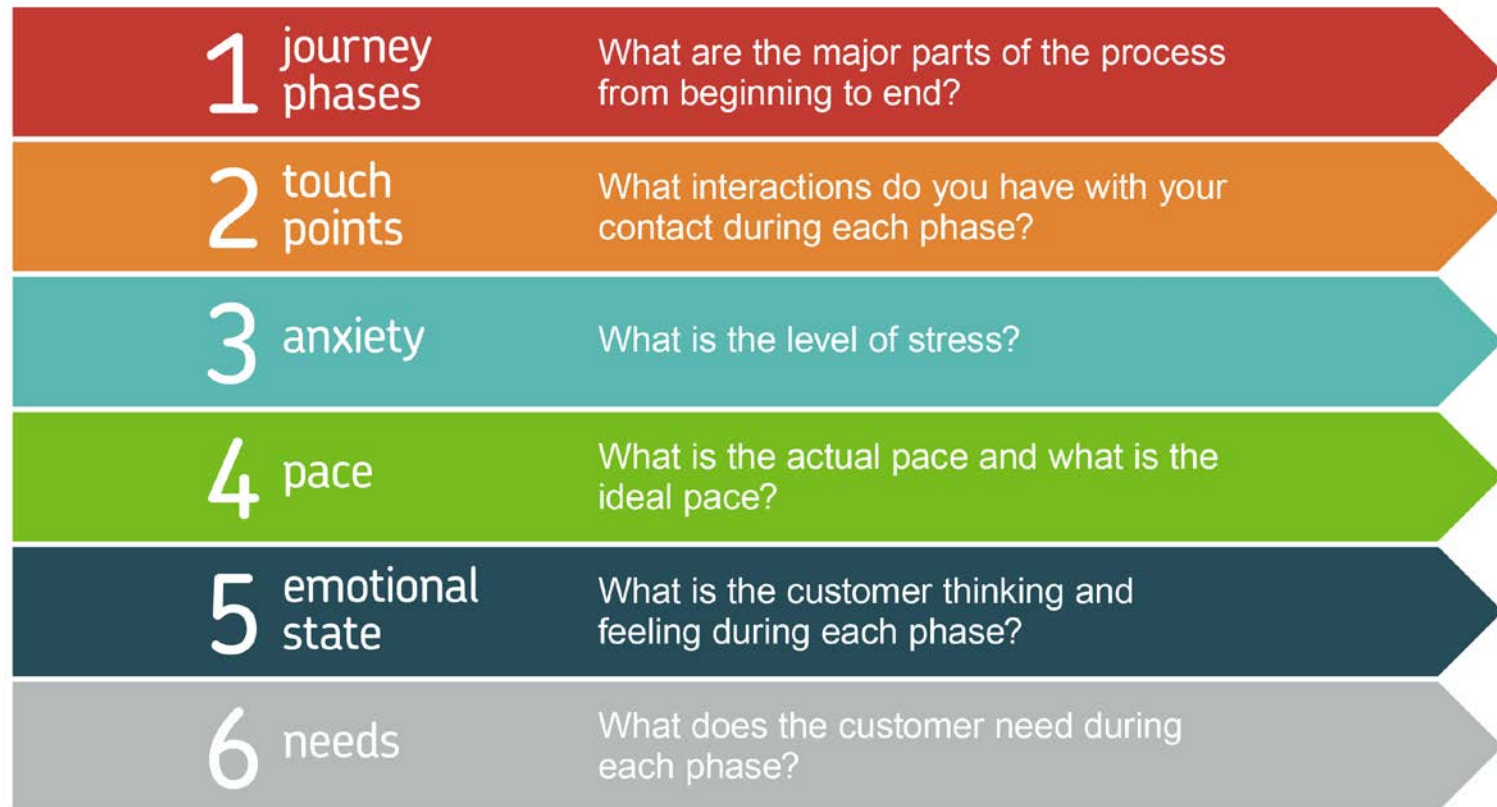 1 journey phases
What are the major parts of the process
from beginning to end?
2 touch points
What interactions do you have with your
contact during each phase?
3 anxiety
What is the level of stress?
4 pace
What is the actual pace and what is the
ideal pace?
5 emotional state
What is the customer thinking and
feeling during each phase?
6 needs
What does the customer need during
each phase?